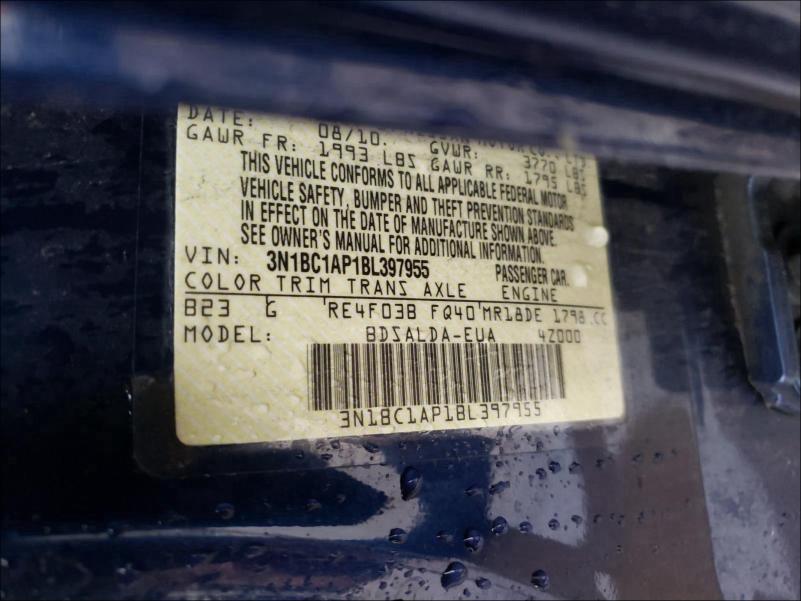 DATE: 08/10 GVWR: 3770 LBS
GAWR FR: 1993 LBS GAWR RR: 1795 LBS
THIS VEHICLE CONFORMS TO ALL APPLICABLE FEDERAL MOTOR
VEHICLE SAFETY, BUMPER AND THEFT PREVENTION STANDARDS
IN EFFECT ON THE DATE OF MANUFACTURE SHOWN ABOVE.
SEE OWNER'S MANUAL FOR ADDITIONAL INFORMATION.
VIN: 3N1BC1AP1BL397955 PASSENGER CAR
COLOR TRIM TRANS AXLE ENGINE
B23 G RE4F03B FQ40 MR18DE 1798 CC
MODEL: BDSALDA-EUA 4Z000
3N1BC1AP1BL397955